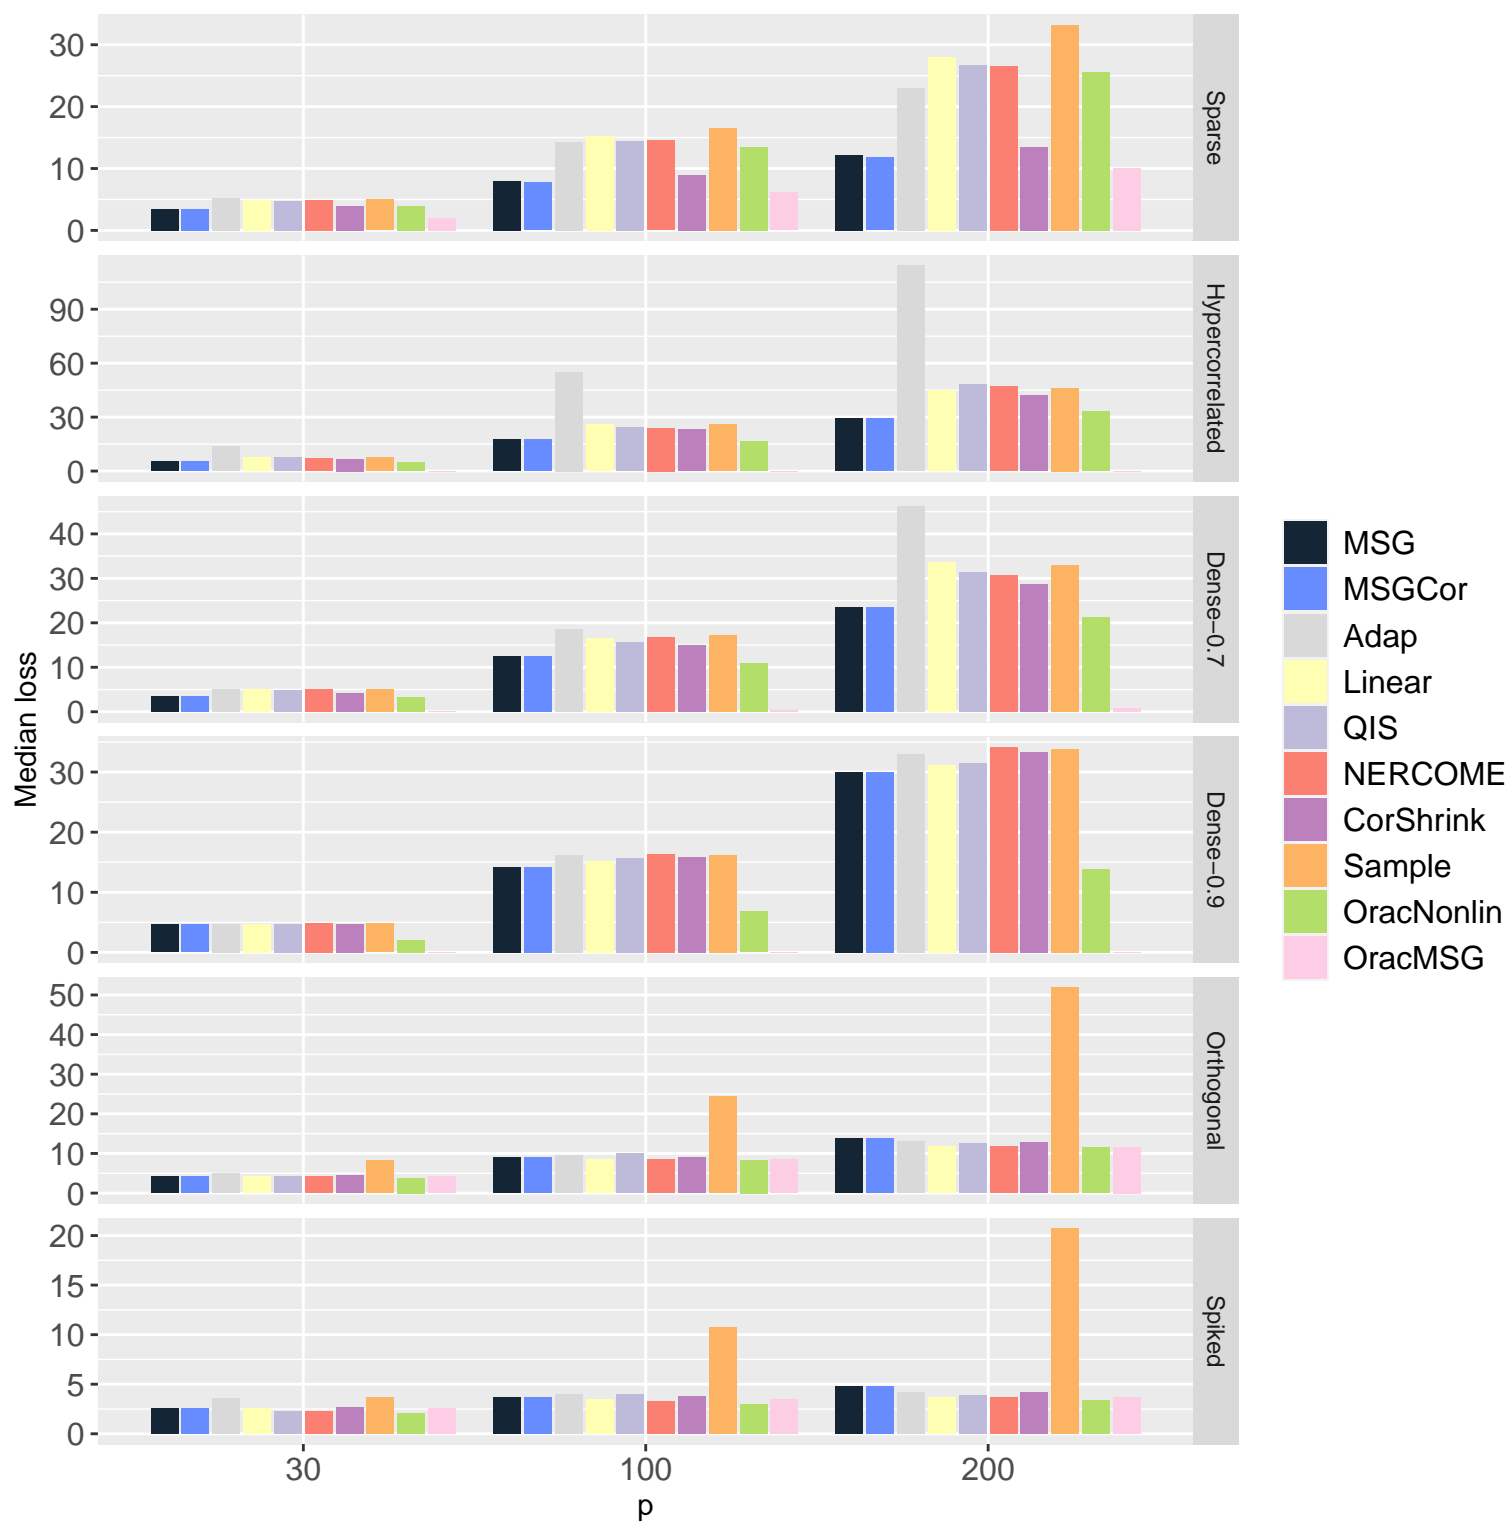 Median loss
30
20
10
0
Sparse
90
60
30
0
Hypercorrelated
40
30
20
10
0
Dense−0.7
30
20
10
0
Dense−0.9
50
40
30
20
10
0
Orthogonal
20
15
10
5
0
Spiked
30 100 200
p
MSG
MSGCor
Adap
Linear
QIS
NERCOME
CorShrink
Sample
OracNonlin
OracMSG